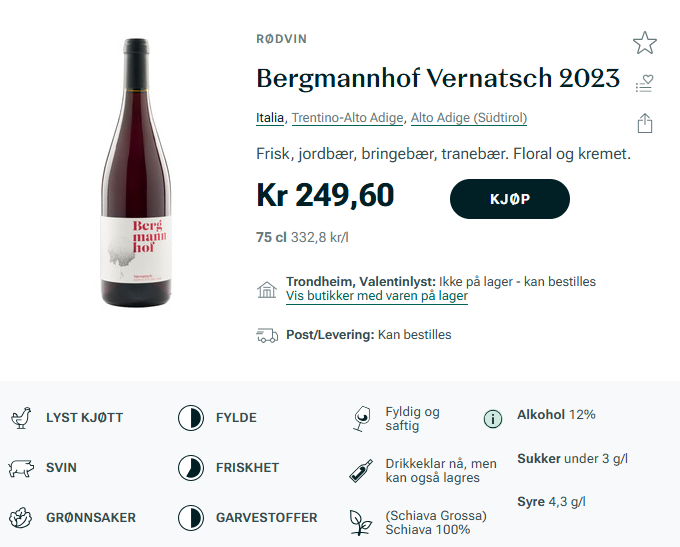 RØDVIN
Bergmannhof Vernatsch 2023
Italia, Trentino-Alto Adige, Alto Adige (Südtirol)
Frisk, jordbær, bringebær, tranebær. Floral og kremet.
Kr 249,60
KJØP
75 cl 332,8 kr/l
Trondheim, Valentinlyst: Ikke på lager - kan bestilles
Vis butikker med varen på lager
Post/Levering: Kan bestilles
Berg
mann
hof
Vernatsch
LYST KJØTT
SVIN
GRØNNSAKER
FYLDE
FRISKHET
GARVESTOFFER
Fyldig og
saftig
Drikkeklar nå, men
kan også lagres
(Schiava Grossa)
Schiava 100%
Alkohol 12%
Sukker under 3 g/l
Syre 4,3 g/l